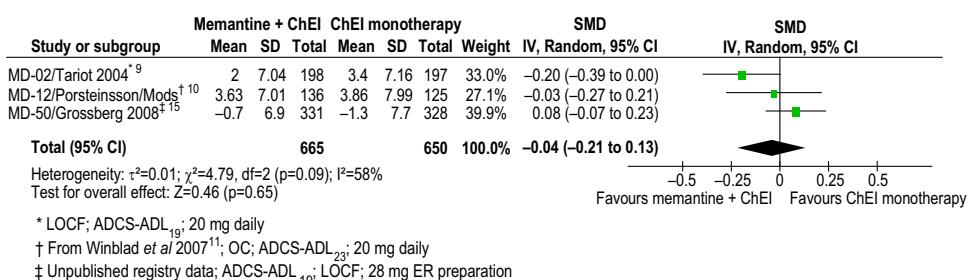 Memantine + ChEI ChEI monotherapy SMD SMD
Study or subgroup Mean SD Total Mean SD Total Weight IV, Random, 95% CI IV, Random, 95% CI
MD-02/Tariot 2004* 9 2 7.04 198 3.4 7.16 197 33.0% –0.20 (–0.39 to 0.00)
MD-12/Porsteinsson/Mods† 10 3.63 7.01 136 3.86 7.99 125 27.1% –0.03 (–0.27 to 0.21)
MD-50/Grossberg 2008‡ 15 –0.7 6.9 331 –1.3 7.7 328 39.9% 0.08 (–0.07 to 0.23)
Total (95% CI) 665 650 100.0% –0.04 (–0.21 to 0.13)
Heterogeneity: τ²=0.01; χ²=4.79, df=2 (p=0.09); I²=58%
Test for overall effect: Z=0.46 (p=0.65)
–0.5 –0.25 0 0.25 0.5
Favours memantine + ChEI Favours ChEI monotherapy
* LOCF; ADCS-ADL19; 20 mg daily
† From Winblad et al 200711; OC; ADCS-ADL23; 20 mg daily
‡ Unpublished registry data; ADCS-ADL19; LOCF; 28 mg ER preparation